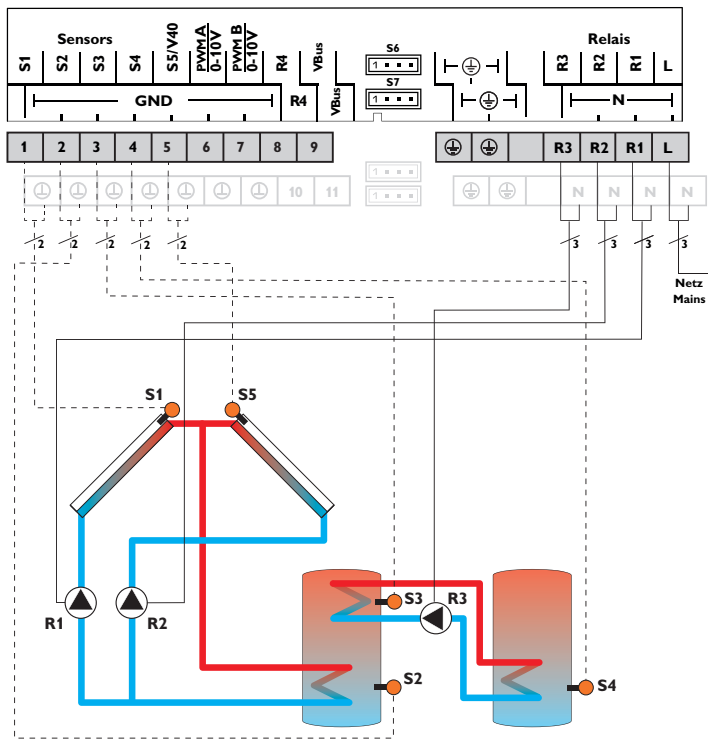 Sensors
Relais
S1 S2 S3 S4 S5/V40 PWM A 0-10V PWM B 0-10V R4 VBus
S6
1
R3 R2 R1 L
S7
1
GND
R4
VBus
N
1 2 3 4 5 6 7 8 9
R3 R2 R1 L
10 11
N N N N
2 2 2 2 2
3 3 3 3
Netz
Mains
S1 S5
S3 R3
R1 R2
S2 S4